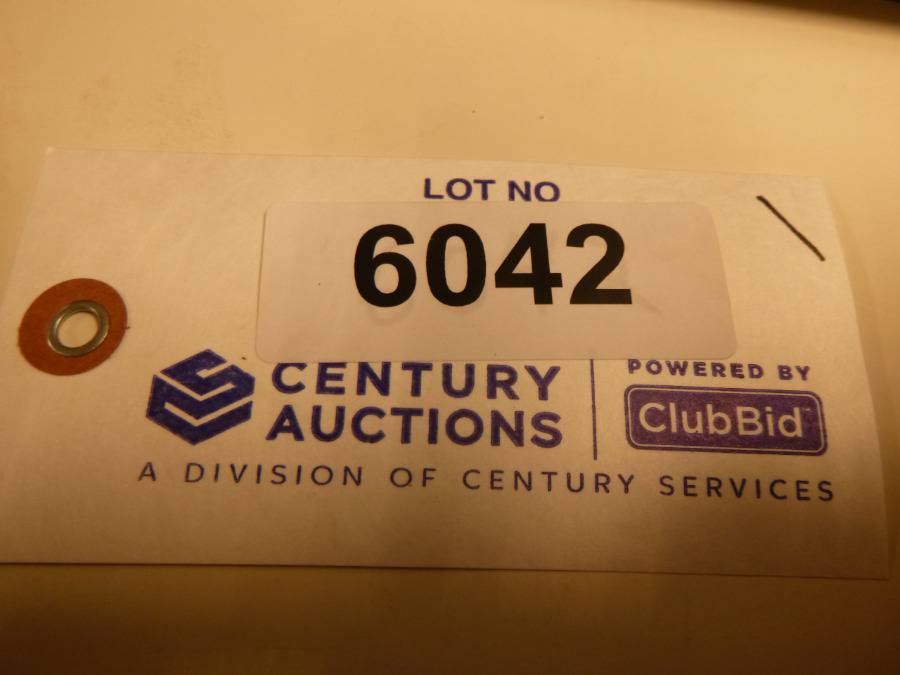 LOT NO
6042
CENTURY
AUCTIONS
POWERED BY
ClubBid
A DIVISION OF CENTURY SERVICES